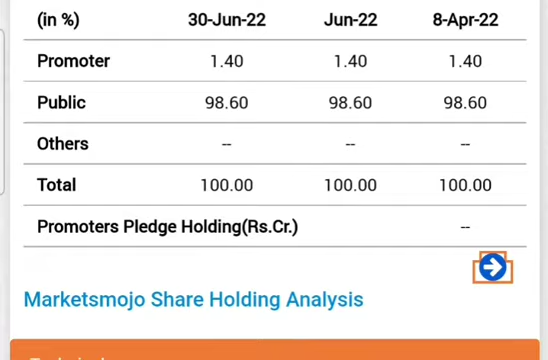 (in %) 30-Jun-22 Jun-22 8-Apr-22
Promoter 1.40 1.40 1.40
Public 98.60 98.60 98.60
Others -- -- --
Total 100.00 100.00 100.00
Promoters Pledge Holding(Rs.Cr.) --
Marketsmojo Share Holding Analysis